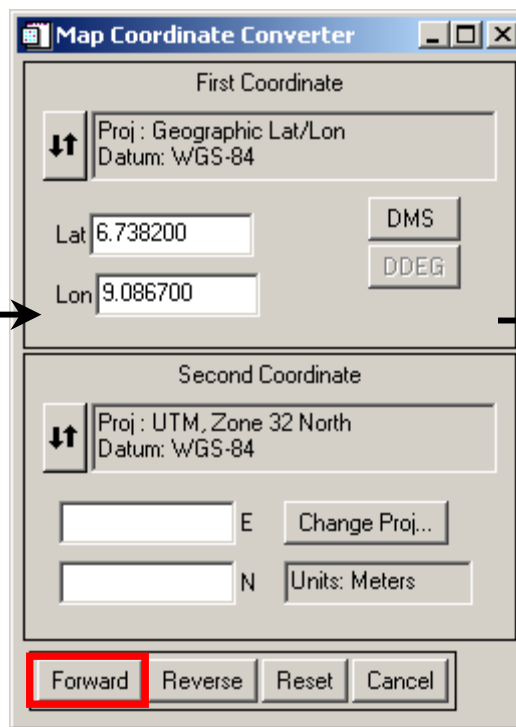 Map Coordinate Converter
First Coordinate
Proj : Geographic Lat/Lon
Datum: WGS-84
Lat 6.738200
DMS
DDEG
Lon 9.086700
Second Coordinate
Proj : UTM, Zone 32 North
Datum: WGS-84
E
Change Proj...
N
Units: Meters
Forward Reverse Reset Cancel